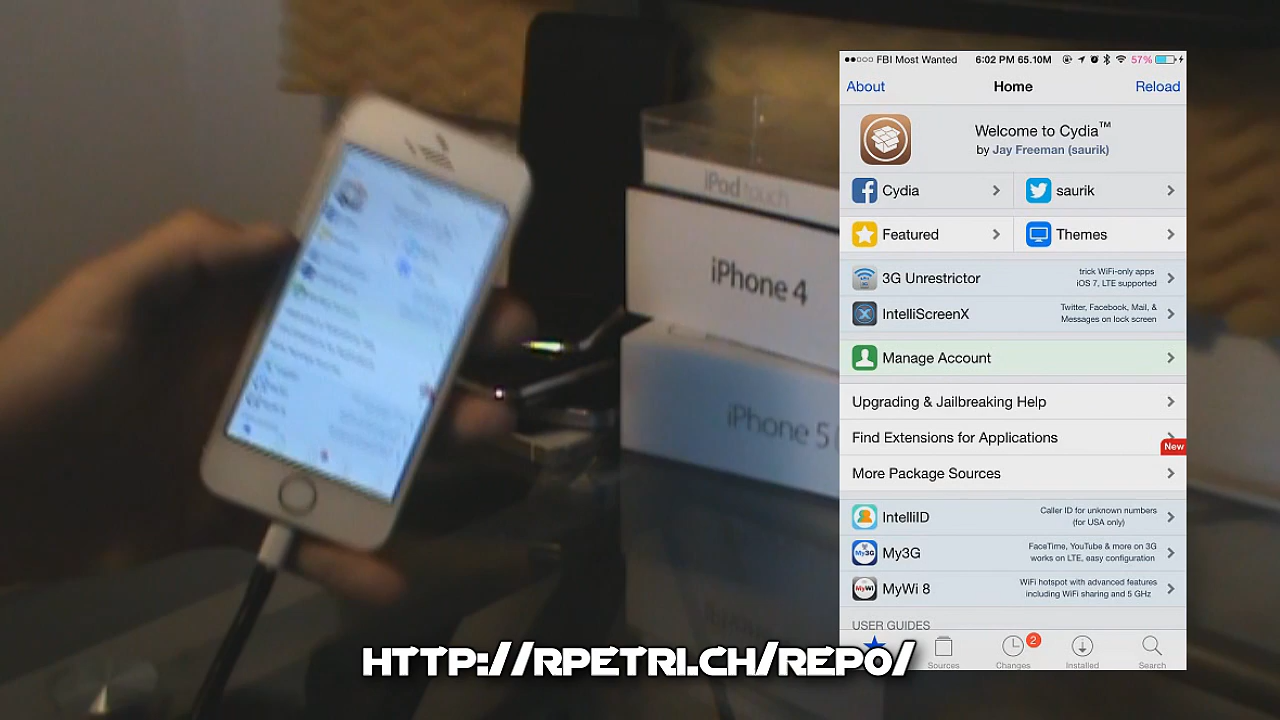 iPod touch
iPhone 4
iPhone 5
FBI Most Wanted 6:02 PM 65.10M 57%
About Home Reload
Welcome to Cydia™
by Jay Freeman (saurik)
Cydia saurik
Featured Themes
3G Unrestrictor trick WiFi-only apps
iOS 7, LTE supported
IntelliScreenX Twitter, Facebook, Mail, &
Messages on lock screen
Manage Account
Upgrading & Jailbreaking Help
Find Extensions for Applications
New
More Package Sources
IntelliID Caller ID for unknown numbers
(for USA only)
My3G My3G FaceTime, YouTube & more on 3G
works on LTE, easy configuration
MyWi MyWi 8 WiFi hotspot with advanced features
including WiFi sharing and 5 GHz
USER GUIDES
2
Sources Changes Installed Search
HTTP://RPETRI.CH/REPO/